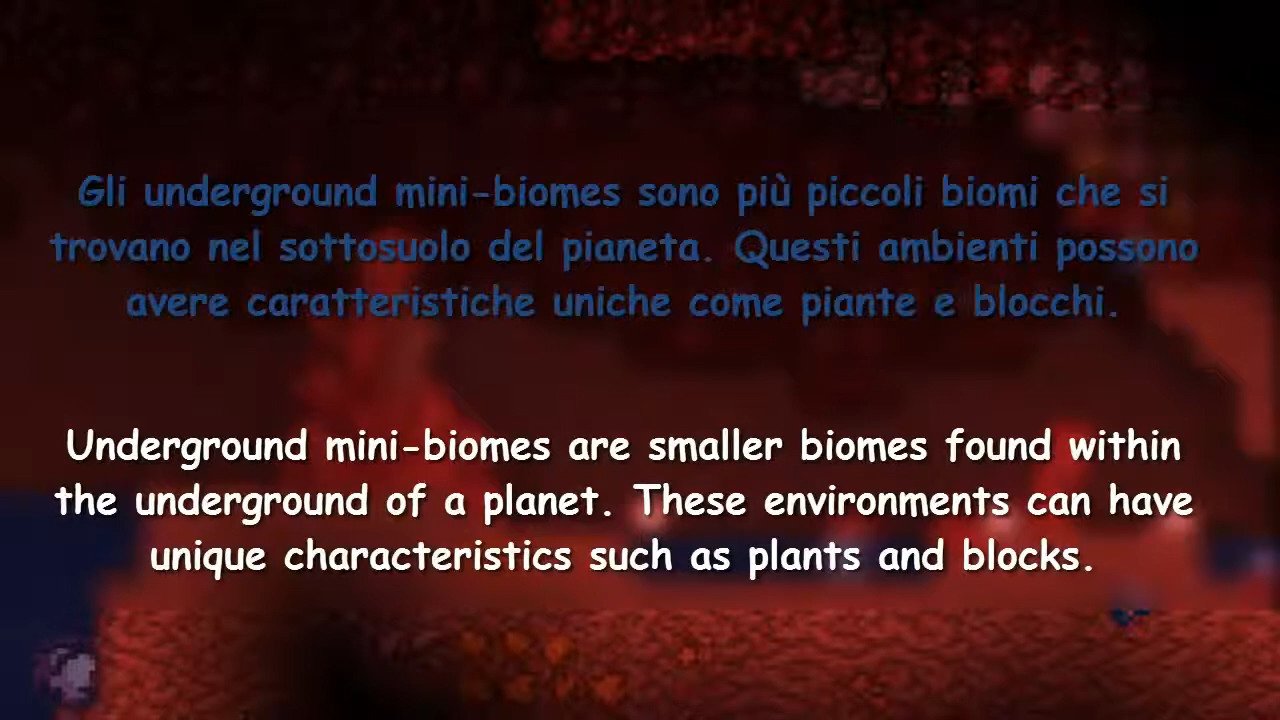 Gli underground mini-biomes sono più piccoli biomi che si
trovano nel sottosuolo del pianeta. Questi ambienti possono
avere caratteristiche uniche come piante e blocchi.
Underground mini-biomes are smaller biomes found within
the underground of a planet. These environments can have
unique characteristics such as plants and blocks.